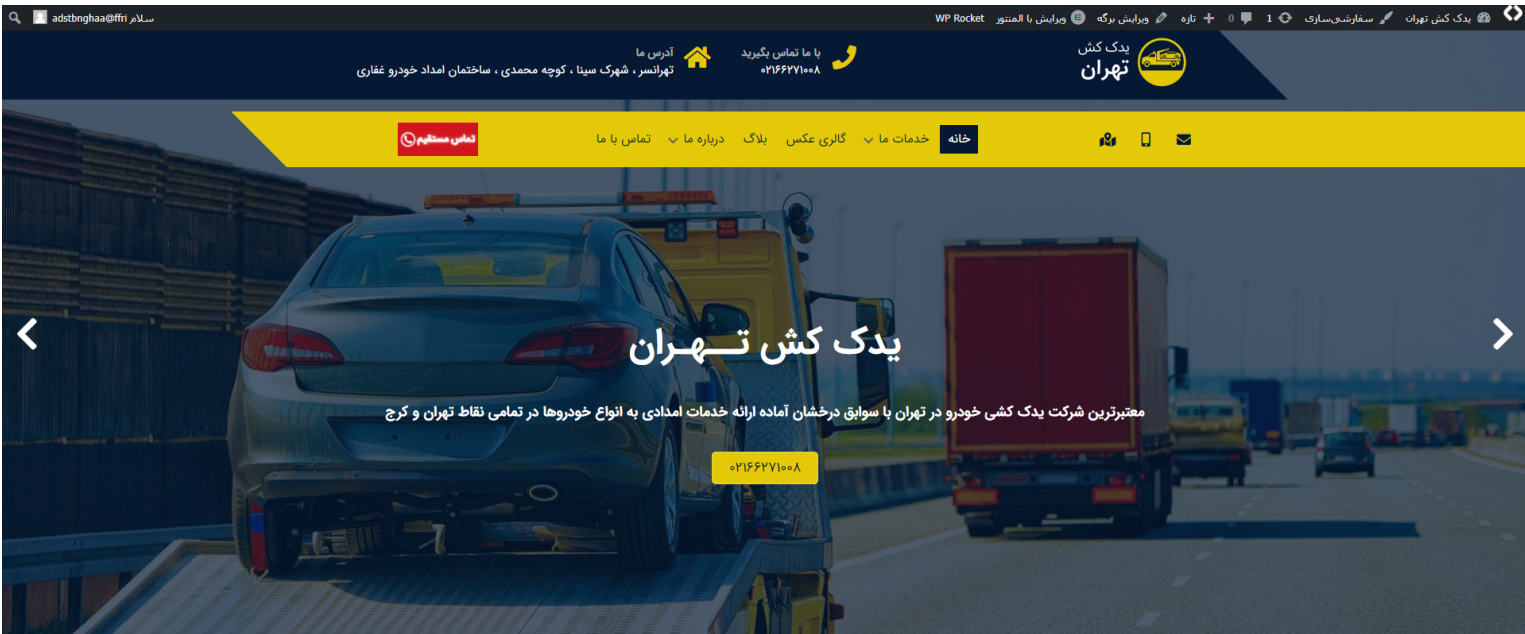 یدک کش تهران سفارشی‌سازی 1 0 تازه ویرایش برگه ویرایش با المنتور WP Rocket
سلام adstbnghaa@ffri
یدک کش
تهران
با ما تماس بگیرید
۰۲۱۶۶۲۷۱۰۰۸
آدرس ما
تهرانسر ، شهرک سینا ، کوچه محمدی ، ساختمان امداد خودرو غفاری
خانه خدمات ما گالری عکس بلاگ درباره ما تماس با ما
تماس مستقیم
یدک کش تـــهـران
معتبرترین شرکت یدک کشی خودرو در تهران با سوابق درخشان آماده ارائه خدمات امدادی به انواع خودروها در تمامی نقاط تهران و کرج
۰۲۱۶۶۲۷۱۰۰۸